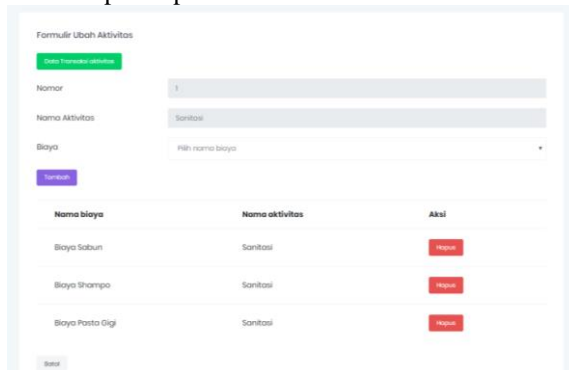 Formulir Ubah Aktivitas
Data Transaksi aktivitas
Nomor 1
Nama Aktivitas Sanitasi
Biaya Pilih nama biaya
Tambah
Nama biaya Nama aktivitas Aksi
Biaya Sabun Sanitasi Hapus
Biaya Shampo Sanitasi Hapus
Biaya Pasta Gigi Sanitasi Hapus
Batal